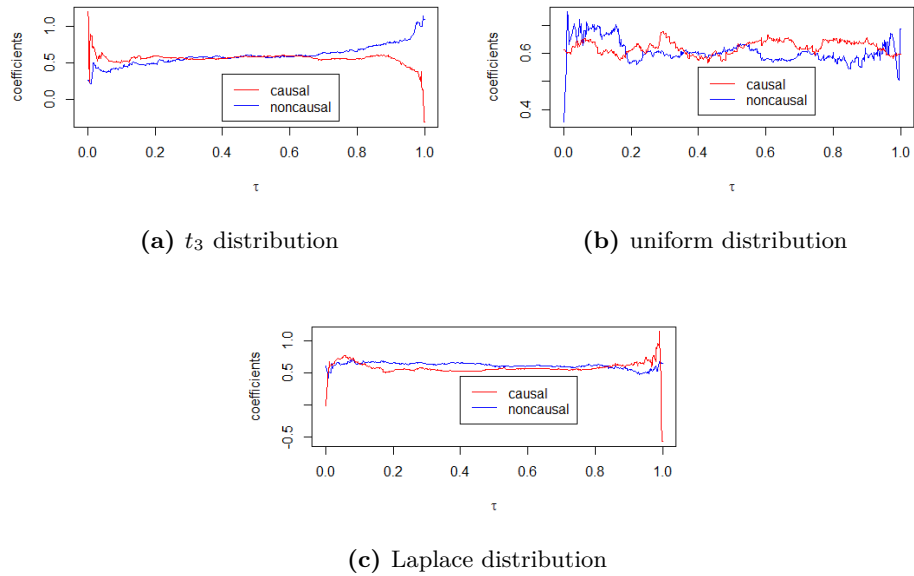 coefficients
0.0 0.5 1.0
causal
noncausal
0.0 0.2 0.4 0.6 0.8 1.0
τ
(a) t3 distribution
coefficients
0.4 0.6
causal
noncausal
0.0 0.2 0.4 0.6 0.8 1.0
τ
(b) uniform distribution
coefficients
-0.5 0.5 1.0
causal
noncausal
0.0 0.2 0.4 0.6 0.8 1.0
τ
(c) Laplace distribution